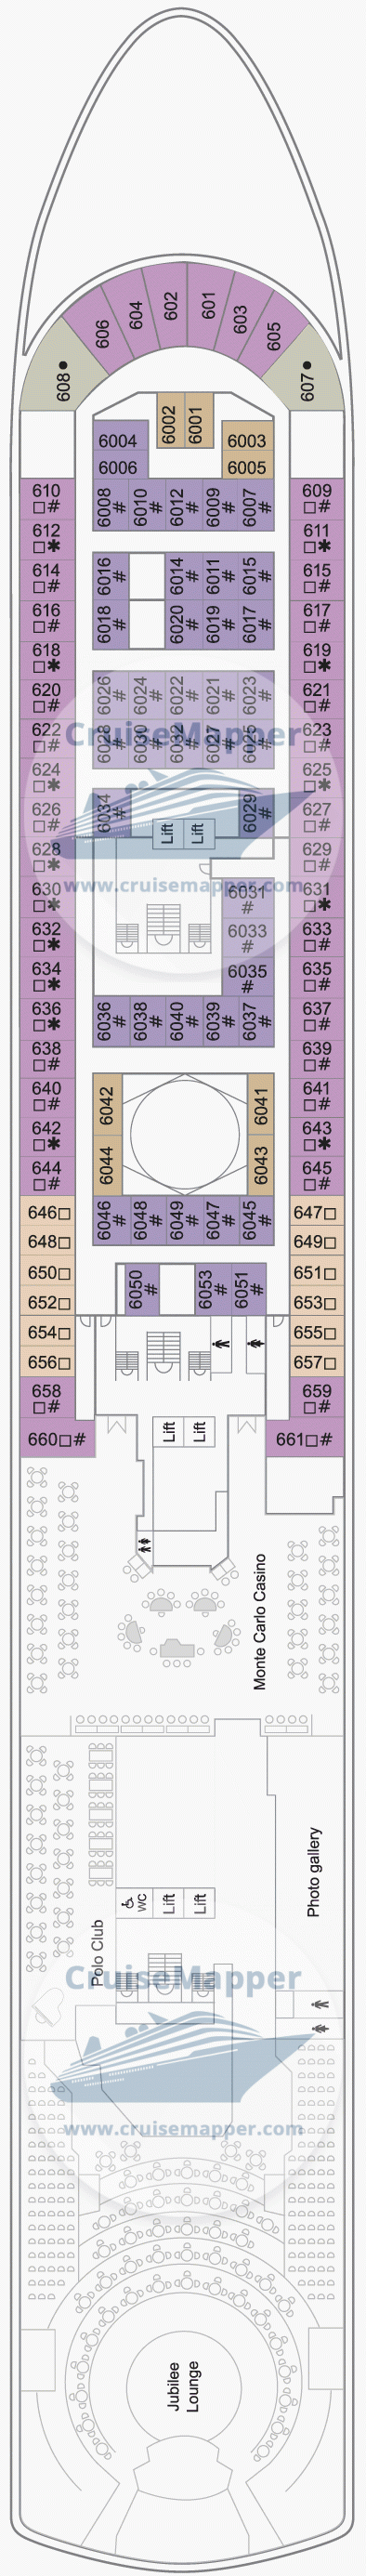 602 601
604 603
606 605
608● 607●
6002 6001
6004 6003
6006 6005
610 609
□# □#
6008 # 6010 # 6012 # 6009 # 6007 #
612 611
□✱ □✱
614 615
□# □#
6016 # 6014 # 6011 # 6015 #
616 617
□# □#
6018 # 6020 # 6019 # 6017 #
618 619
□✱ □✱
620 621
□# □#
6026 # 6024 # 6022 # 6021 # 6023 #
CruiseMapper
622 623
□# □#
6028 # 6030 # 6032 # 6027 # 6025 #
624 625
□✱ □✱
626 627
□# □#
6034 # 6029 #
Lift Lift
628 629
□✱ □#
www.cruisemapper.com
630 6031 631
□✱ # □✱
632 6033 633
□✱ # □#
634 6035 635
□✱ # □#
636 637
□✱ □#
6036 # 6038 # 6040 # 6039 # 6037 #
638 639
□# □#
640 641
□# □#
6042 6041
642 643
□✱ □✱
6044 6043
644 645
□# □#
646□ 647□
6046 # 6048 # 6049 # 6047 # 6045 #
648□ 649□
650□ 651□
6050 # 6053 # 6051 #
652□ 653□
654□ 655□
656□ 657□
658 659
□# □#
660□# 661□#
Lift Lift
Monte Carlo Casino
Photo gallery
WC Lift Lift
Polo Club
CruiseMapper
www.cruisemapper.com
Jubilee
Lounge